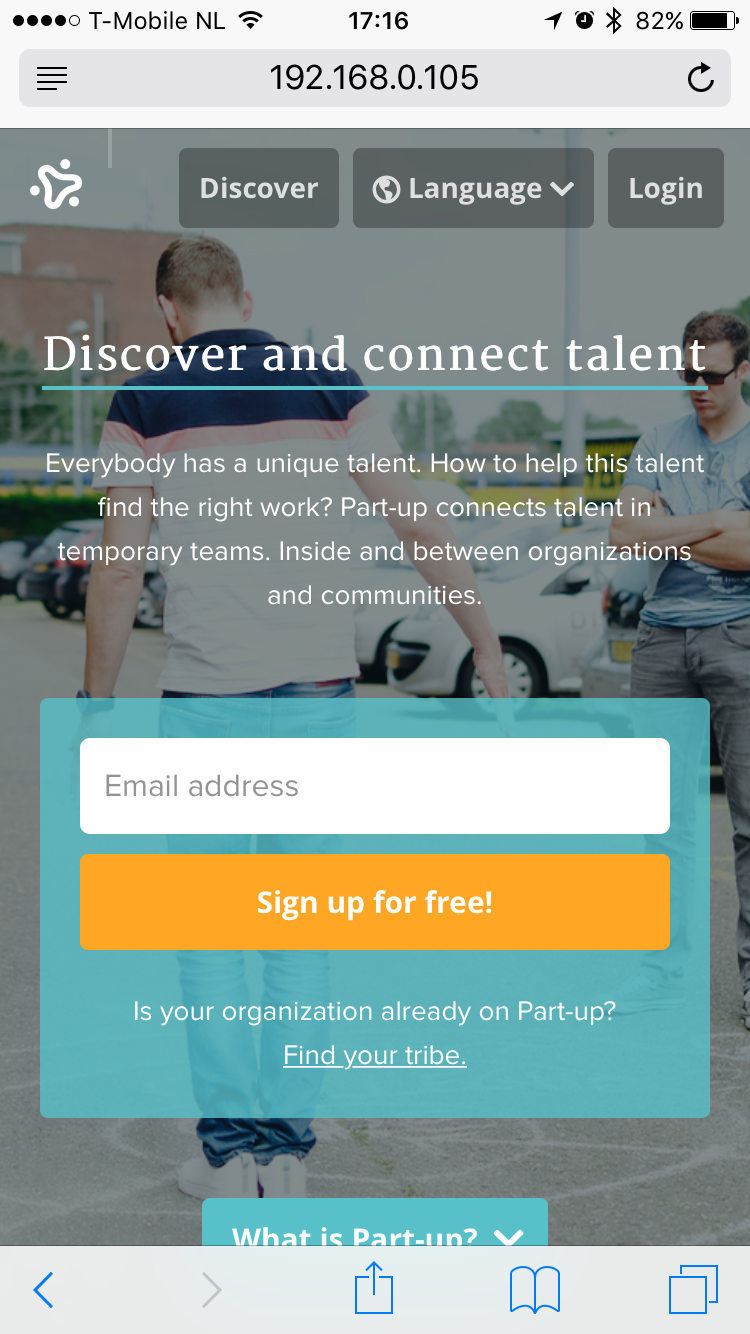 T-Mobile NL 17:16 82%
192.168.0.105
Discover Language Login
Discover and connect talent
Everybody has a unique talent. How to help this talent
find the right work? Part-up connects talent in
temporary teams. Inside and between organizations
and communities.
Email address
Sign up for free!
Is your organization already on Part-up?
Find your tribe.
What is Part-up?